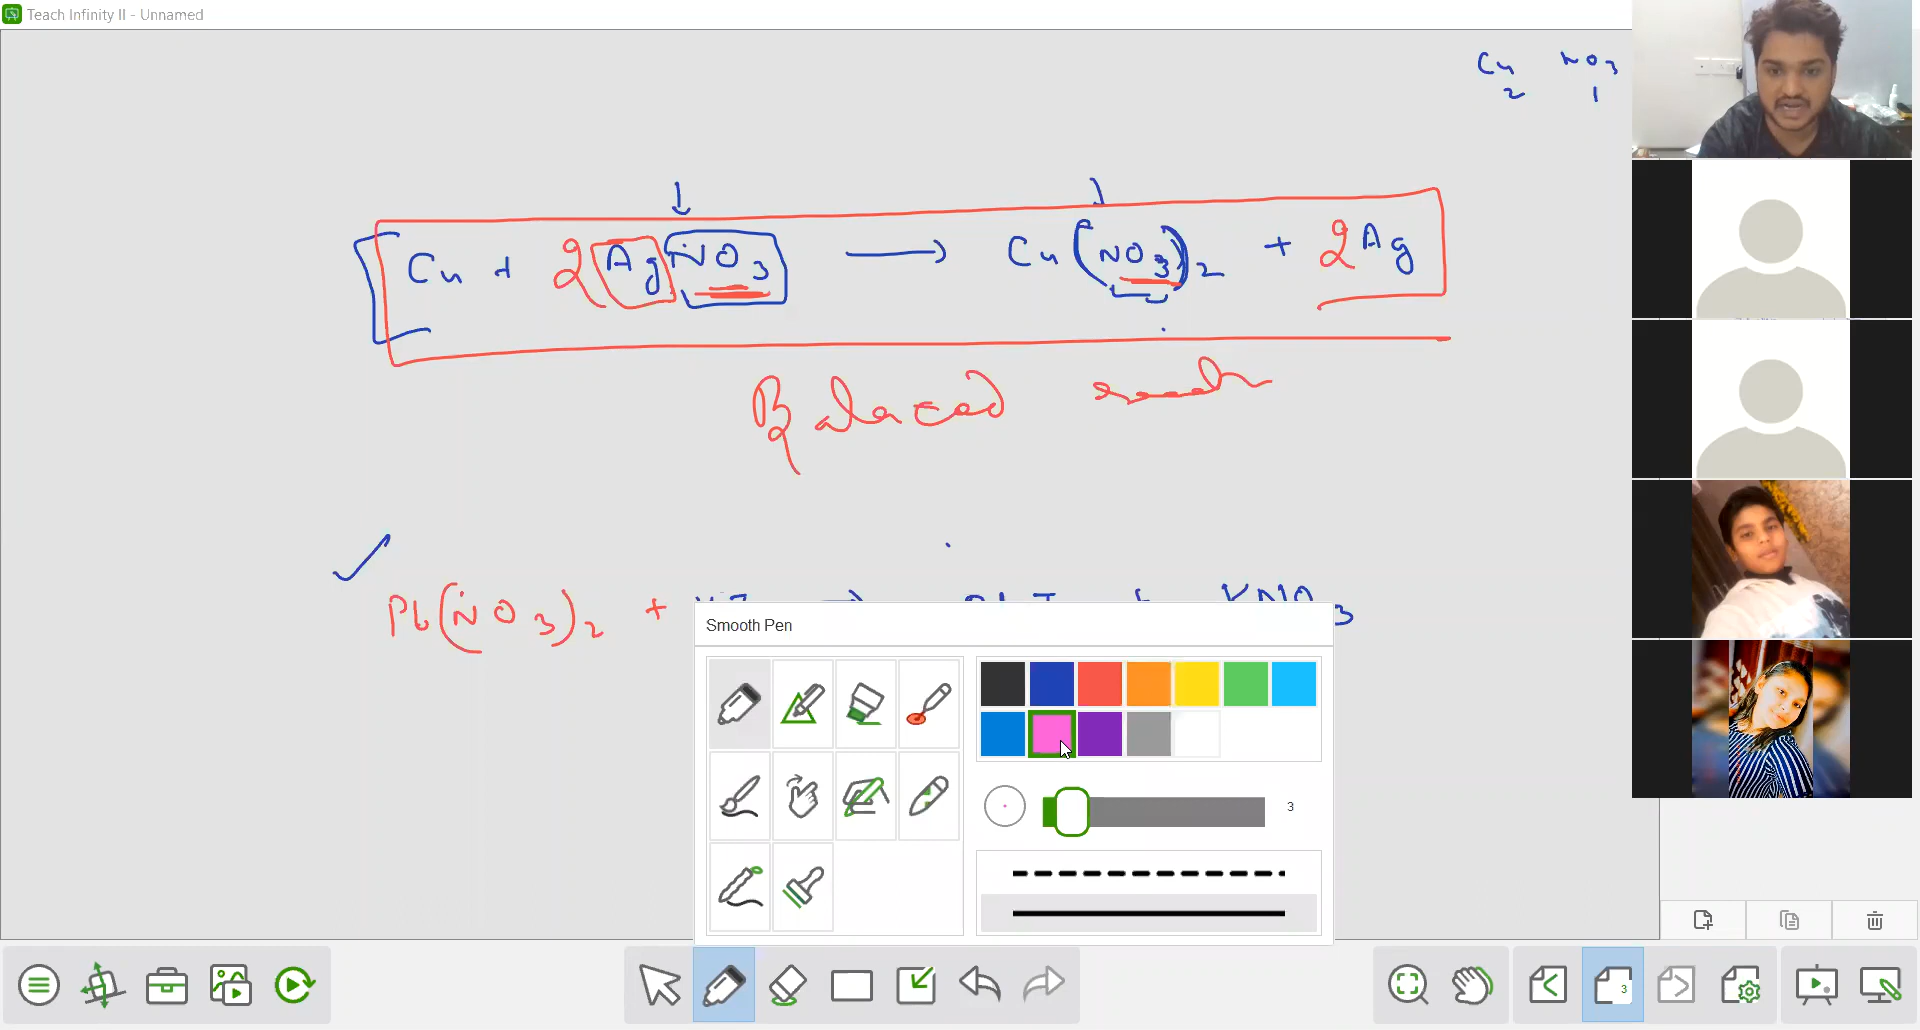 Teach Infinity II - Unnamed
Cu NO3
2 1
Cu + 2AgNO3 → Cu(NO3)2 + 2Ag
Balanced
Pb(NO3)2 + → + KNO3
Smooth Pen
3
3